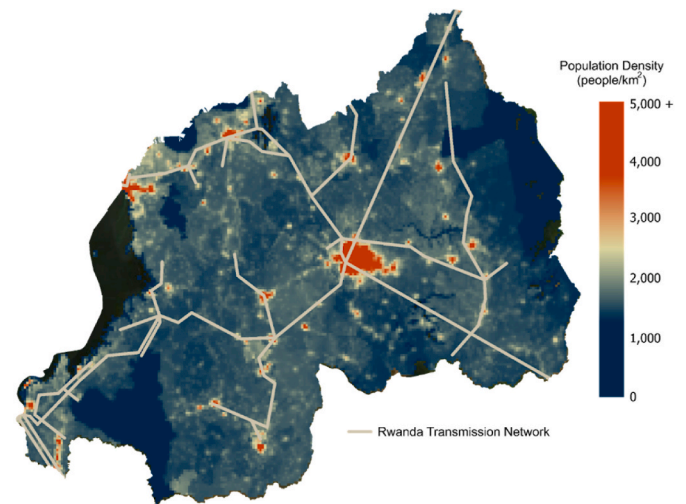 Population Density
(people/km²)
5,000 +
4,000
3,000
2,000
1,000
0
Rwanda Transmission Network